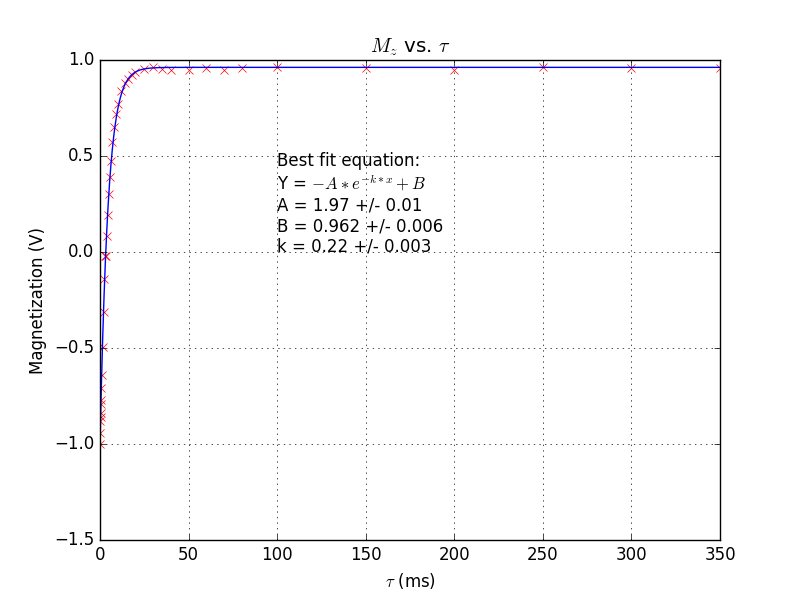 $M_z$ vs. $\tau$
Magnetization (V)
1.0
0.5
0.0
−0.5
−1.0
−1.5
Best fit equation:
Y = $-A * e^{-k*x} + B$
A = 1.97 +/- 0.01
B = 0.962 +/- 0.006
k = 0.22 +/- 0.003
0 50 100 150 200 250 300 350
$\tau$ (ms)